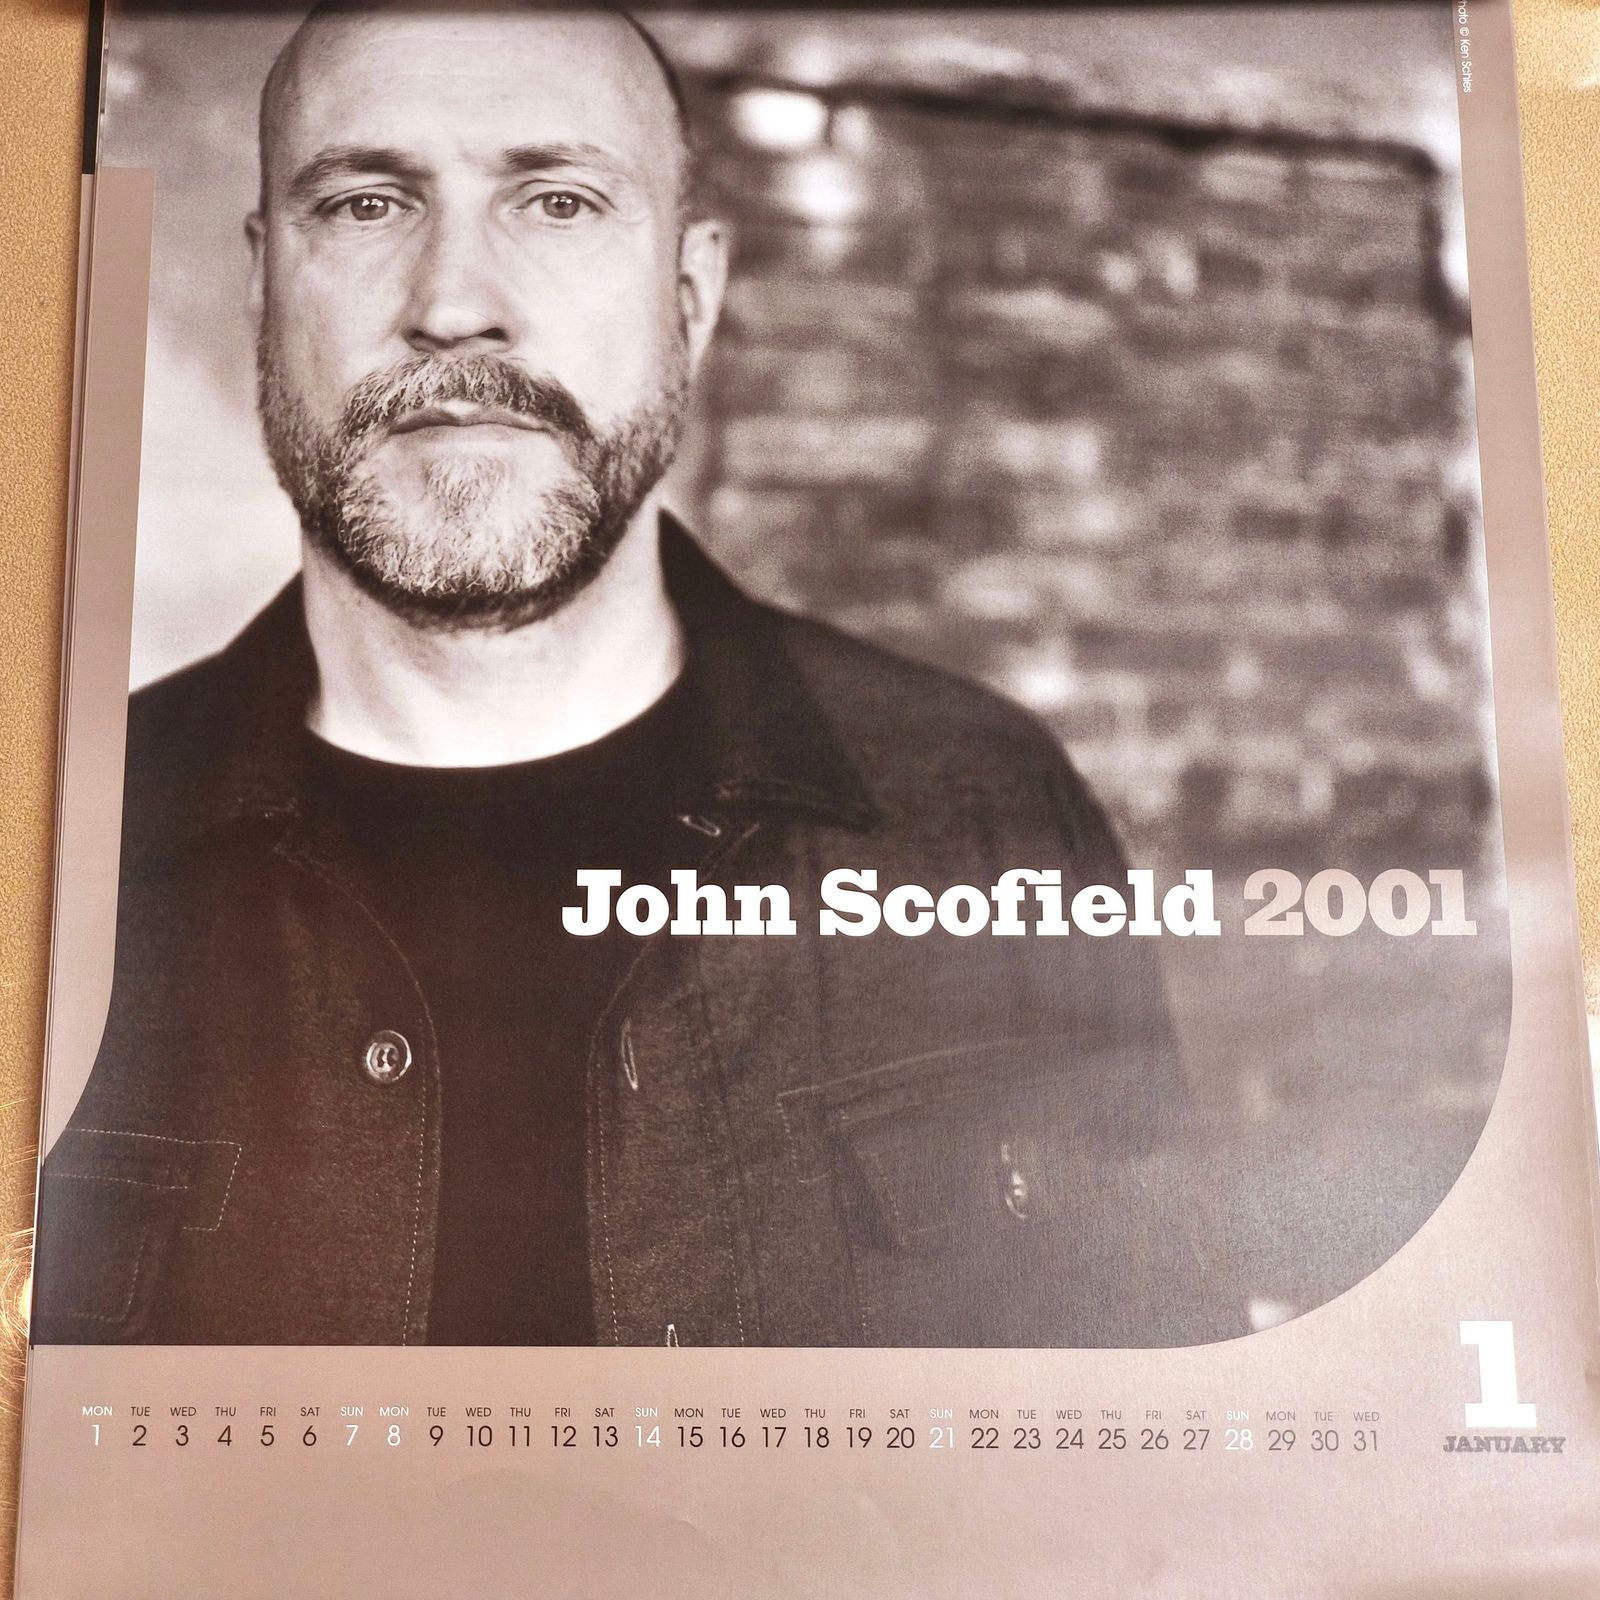 hoto © Ken Schles
John Scofield 2001
1
JANUARY
MON TUE WED THU FRI SAT SUN MON TUE WED THU FRI SAT SUN MON TUE WED THU FRI SAT SUN MON TUE WED THU FRI SAT SUN MON TUE WED
1 2 3 4 5 6 7 8 9 10 11 12 13 14 15 16 17 18 19 20 21 22 23 24 25 26 27 28 29 30 31